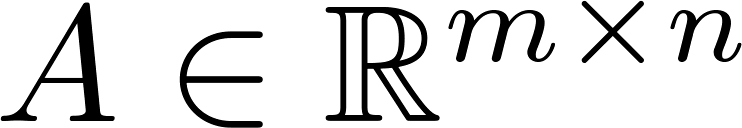 A ∈ ℝ^{m×n}